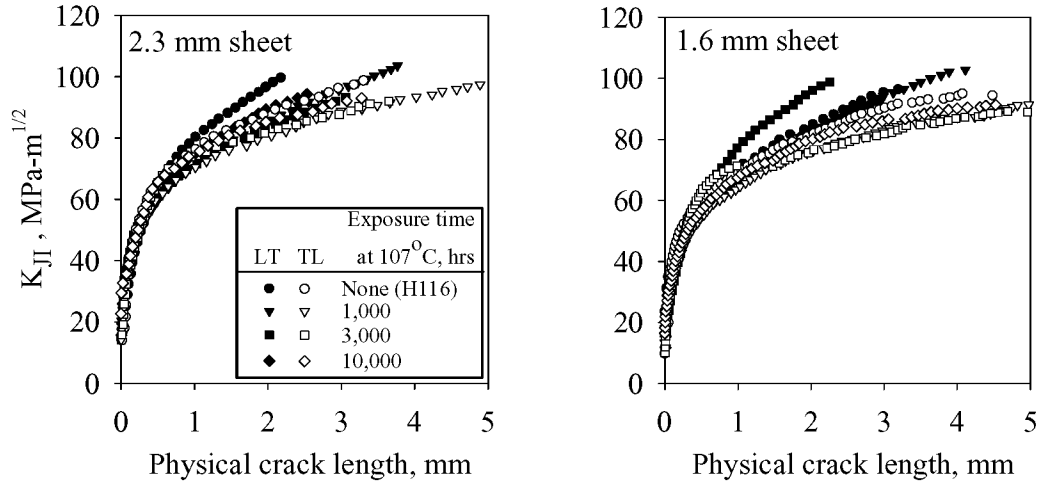 120
100
80
60
40
20
0
K_JI , MPa-m^1/2
2.3 mm sheet
Exposure time
LT TL at 107°C, hrs
None (H116)
1,000
3,000
10,000
0 1 2 3 4 5
Physical crack length, mm
120
100
80
60
40
20
0
1.6 mm sheet
0 1 2 3 4 5
Physical crack length, mm